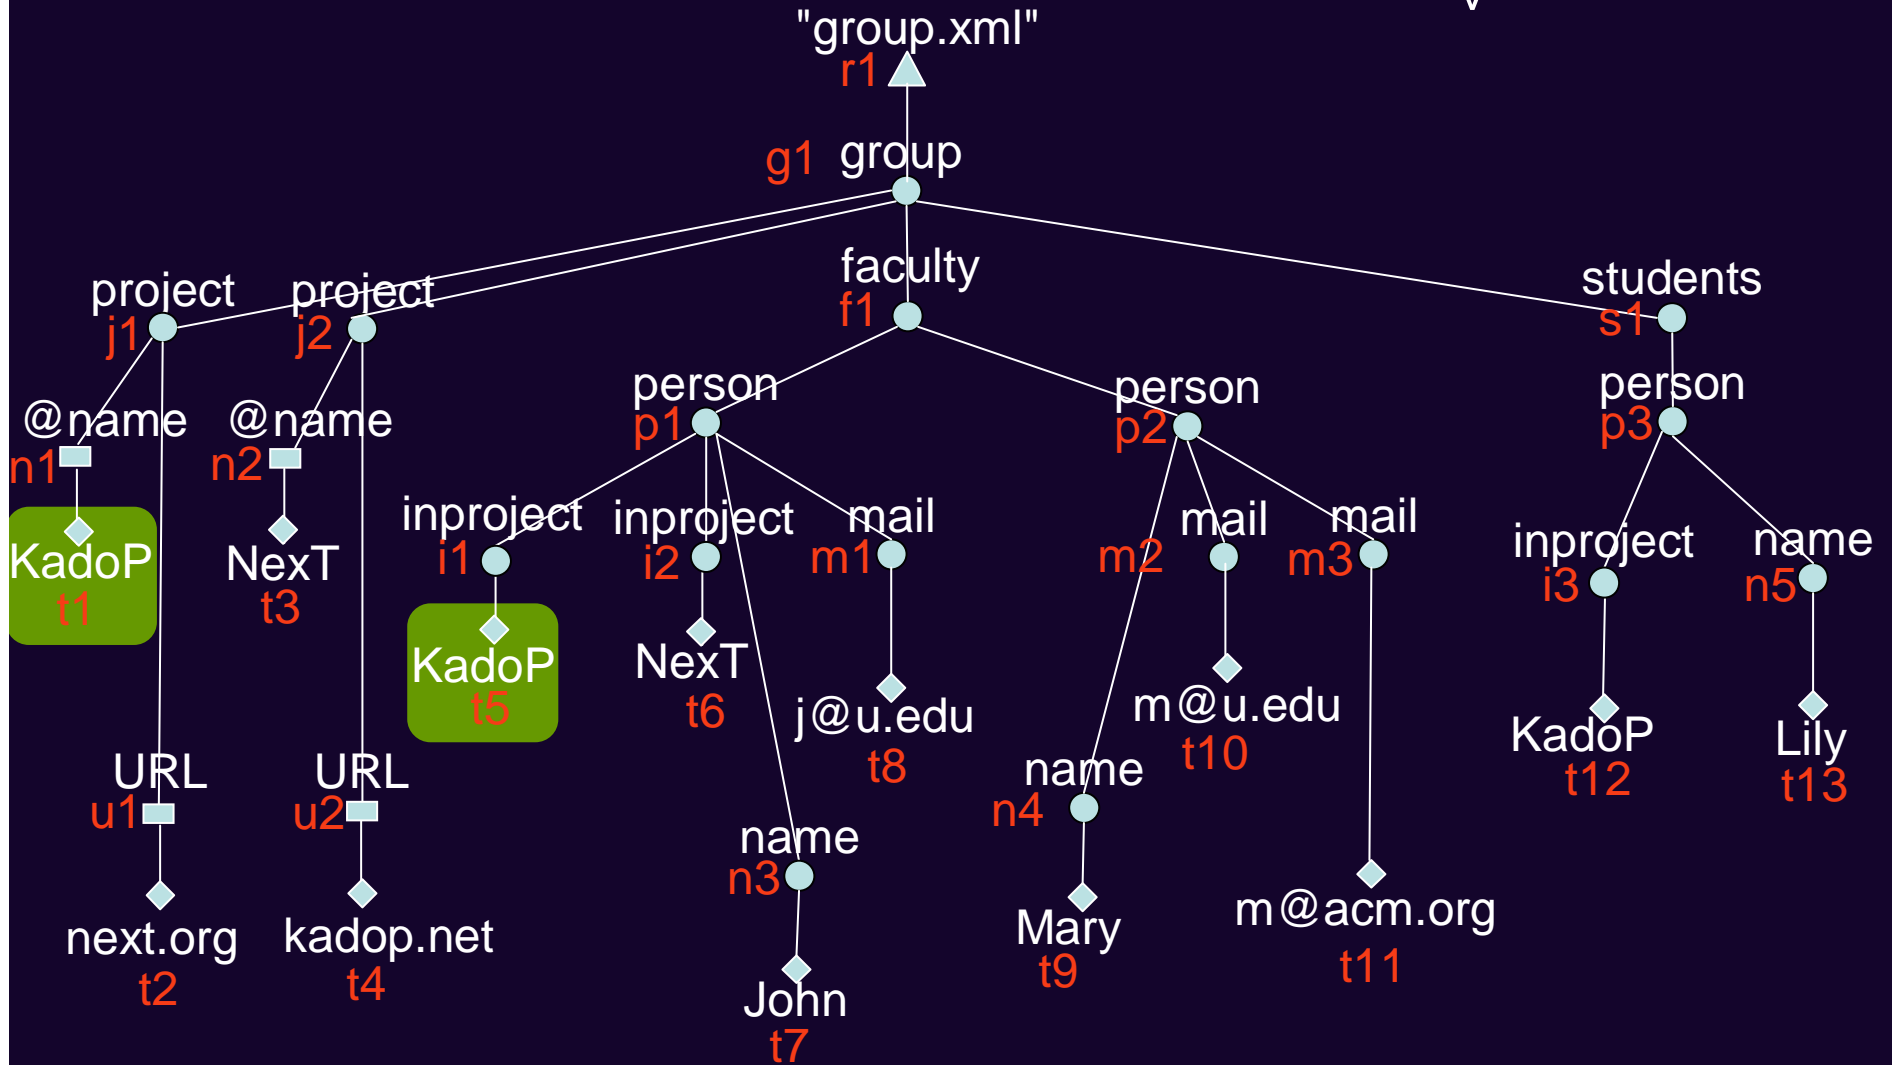 "group.xml"
r1
g1 group
project project faculty students
j1 j2 f1 s1
person person person
p1 p2 p3
@name @name
n1 n2
inproject inproject mail mail mail inproject name
i1 i2 m1 m2 m3 i3 n5
KadoP NexT
t1 t3
KadoP NexT j@u.edu m@u.edu KadoP Lily
t5 t6 t8 t10 t12 t13
URL URL name
u1 u2 n4
name
n3
next.org kadop.net Mary m@acm.org
t2 t4 t9 t11
John
t7